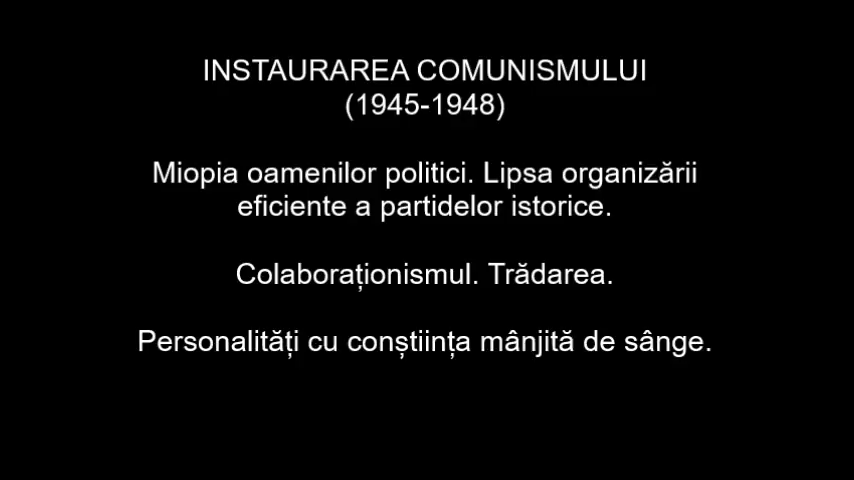 INSTAURAREA COMUNISMULUI
(1945-1948)
Miopia oamenilor politici. Lipsa organizării
eficiente a partidelor istorice.
Colaboraționismul. Trădarea.
Personalități cu conștiința mânjită de sânge.